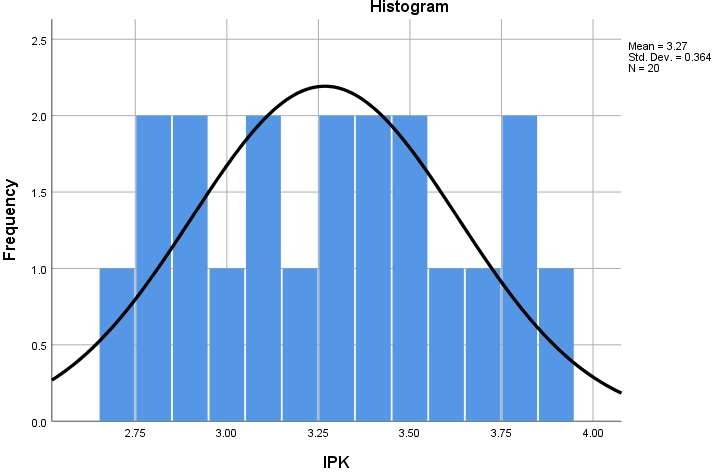 Histogram
Mean = 3.27
Std. Dev. = 0.364
N = 20
2.5
2.0
1.5
1.0
0.5
0.0
Frequency
2.75 3.00 3.25 3.50 3.75 4.00
IPK